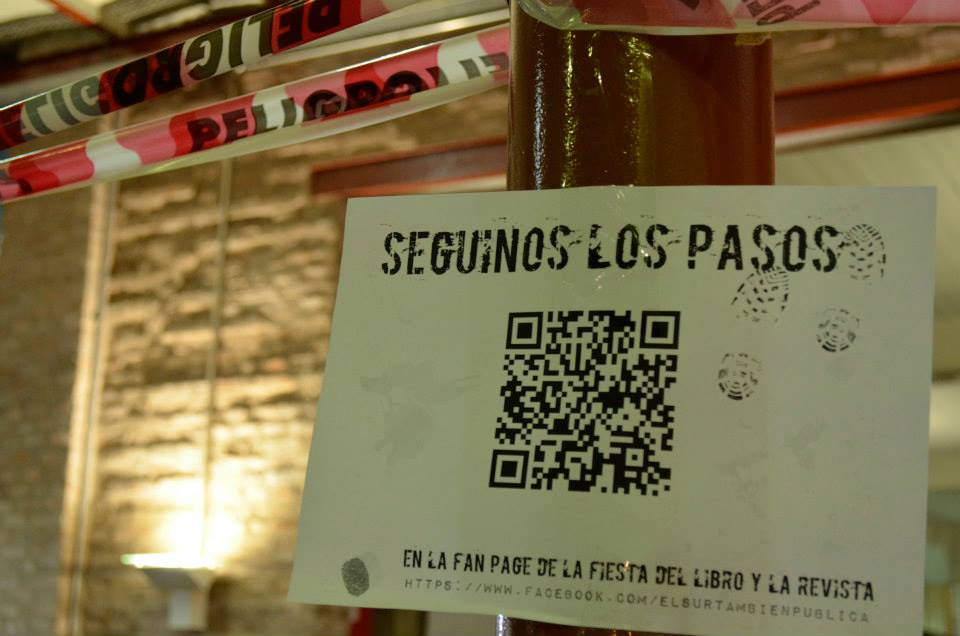 PELIGRO
PELIGRO
SEGUINOS LOS PASOS
EN LA FAN PAGE DE LA FIESTA DEL LIBRO Y LA REVISTA
HTTPS://WWW.FACEBOOK.COM/ELSURTAMBIENPUBLICA